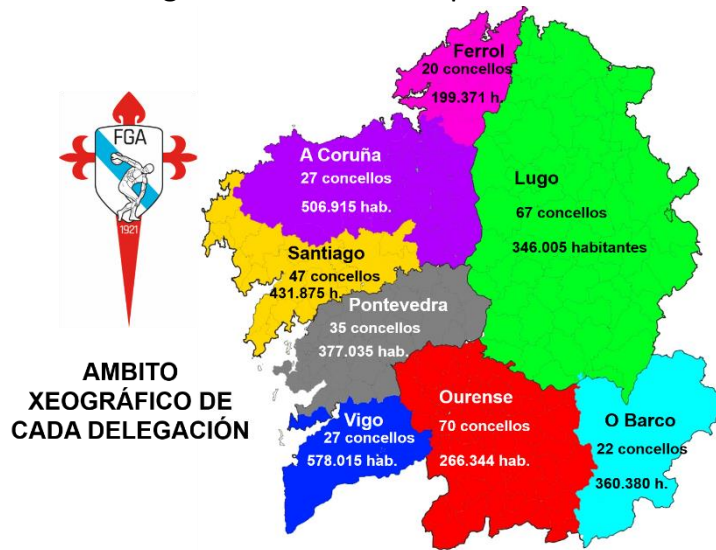 Ferrol
20 concellos
199.371 h.
FGA
1921
A Coruña
27 concellos
506.915 hab.
Lugo
67 concellos
346.005 habitantes
Santiago
47 concellos
431.875 h.
Pontevedra
35 concellos
377.035 hab.
AMBITO
XEOGRÁFICO DE
CADA DELEGACIÓN
Ourense
70 concellos
266.344 hab.
Vigo
27 concellos
578.015 hab.
O Barco
22 concellos
360.380 h.